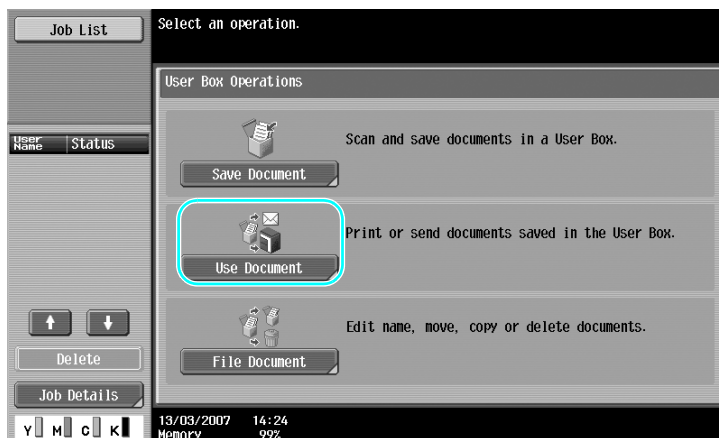 Job List
Select an operation.
User Box Operations
User Name Status
Scan and save documents in a User Box.
Save Document
Print or send documents saved in the User Box.
Use Document
Edit name, move, copy or delete documents.
File Document
Delete
Job Details
Y M C K
13/03/2007 14:24
Memory 99%